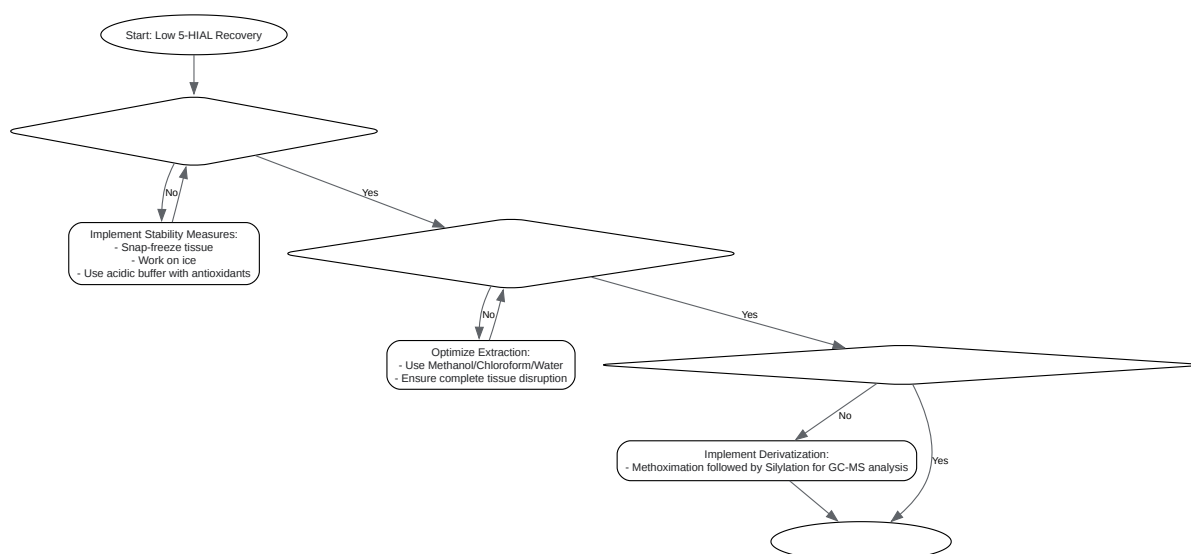 Start: Low 5-HIAL Recovery
No
Yes
Implement Stability Measures:
- Snap-freeze tissue
- Work on ice
- Use acidic buffer with antioxidants
No
Yes
Optimize Extraction:
- Use Methanol/Chloroform/Water
- Ensure complete tissue disruption
No
Implement Derivatization:
- Methoximation followed by Silylation for GC-MS analysis
Yes